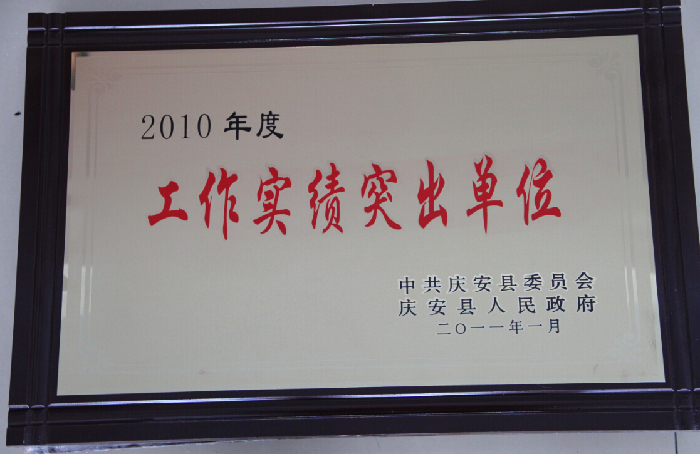 2010年度
工作实绩突出单位
中共庆安县委员会
庆安县人民政府
二〇一一年一月